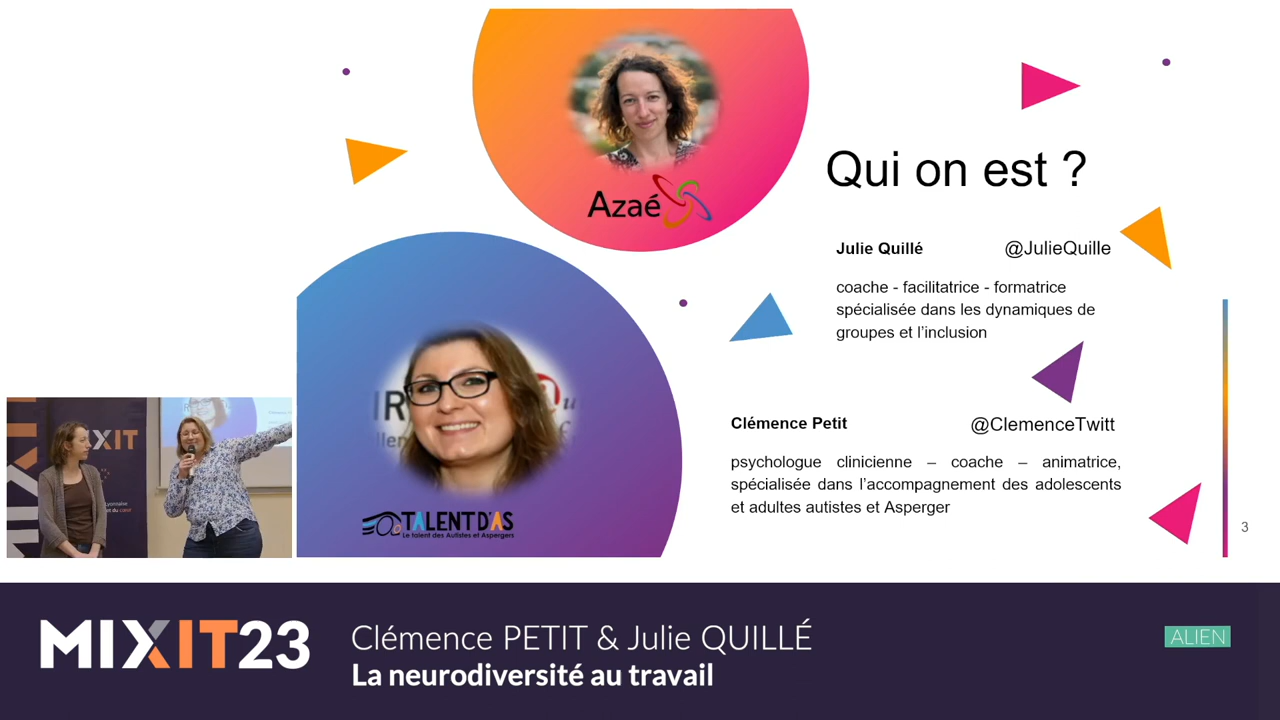 Azaé
Qui on est ?
Julie Quillé @JulieQuille
coache - facilitatrice - formatrice
spécialisée dans les dynamiques de
groupes et l’inclusion
TALENT D'AS
Le talent des Autistes et Aspergers
Clémence Petit @ClemenceTwitt
psychologue clinicienne – coache – animatrice,
spécialisée dans l’accompagnement des adolescents
et adultes autistes et Asperger
3
MIXIT23
Clémence PETIT & Julie QUILLÉ
La neurodiversité au travail
ALIEN